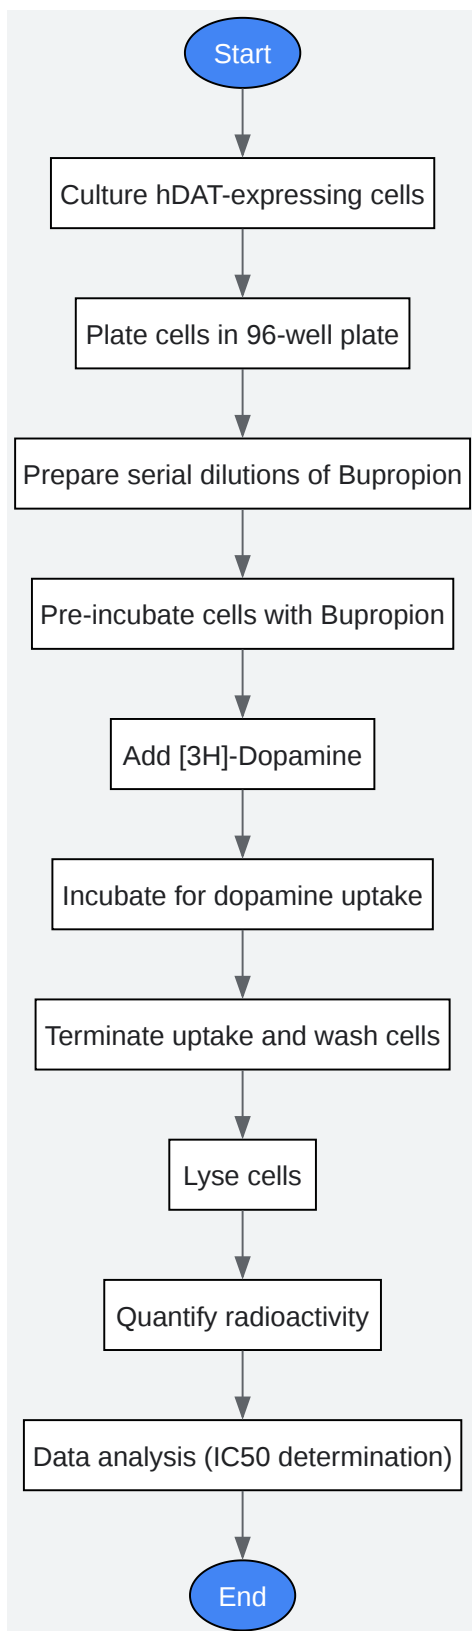 Start
Culture hDAT-expressing cells
Plate cells in 96-well plate
Prepare serial dilutions of Bupropion
Pre-incubate cells with Bupropion
Add [3H]-Dopamine
Incubate for dopamine uptake
Terminate uptake and wash cells
Lyse cells
Quantify radioactivity
Data analysis (IC50 determination)
End